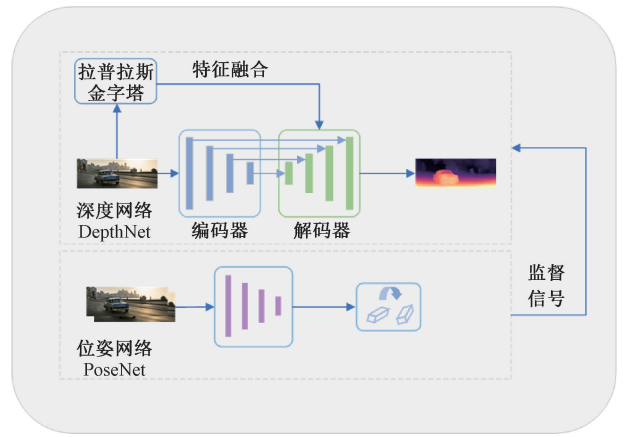 拉普拉斯
金字塔
特征融合
深度网络
DepthNet
编码器
解码器
监督
信号
位姿网络
PoseNet